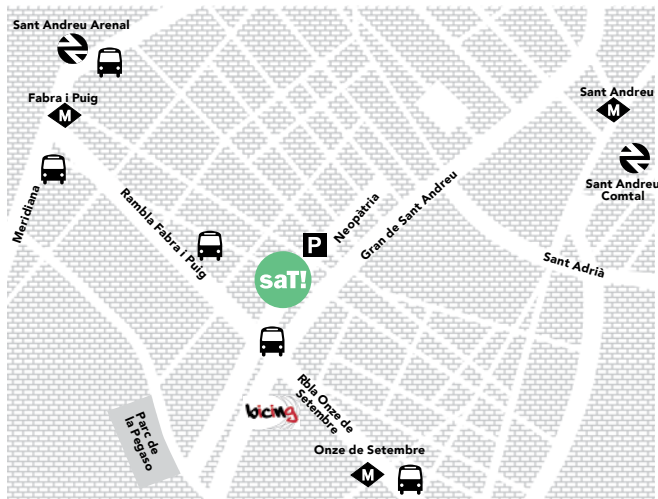 Sant Andreu Arenal
Fabra i Puig
M
Meridiana
Rambla Fabra i Puig
P
Neopàtria
Gran de Sant Andreu
saT!
Sant Andreu
M
Sant Andreu
Comtal
Sant Adrià
bicing
Rbla Onze de
Setembre
Parc de
la Pegaso
Onze de Setembre
M